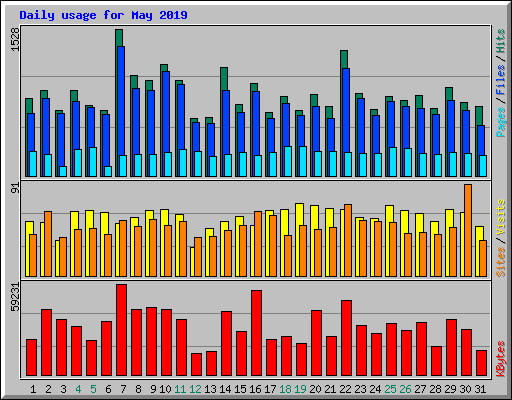 Daily usage for May 2019
1528
Pages / Files / Hits
91
Sites / Visits
59231
KBytes
1 2 3 4 5 6 7 8 9 10 11 12 13 14 15 16 17 18 19 20 21 22 23 24 25 26 27 28 29 30 31